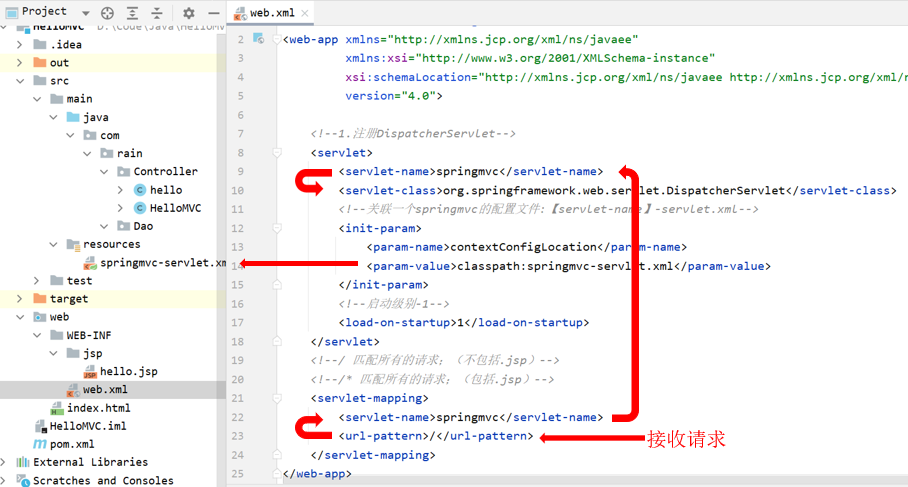 Project
web.xml
HelloMVC D:\Code\Java\HelloMV
.idea
out
src
main
java
com
rain
Controller
hello
HelloMVC
Dao
resources
springmvc-servlet.xm
test
target
web
WEB-INF
jsp
hello.jsp
web.xml
index.html
HelloMVC.iml
pom.xml
External Libraries
Scratches and Consoles
2 <web-app xmlns="http://xmlns.jcp.org/xml/ns/javaee"
3 xmlns:xsi="http://www.w3.org/2001/XMLSchema-instance"
4 xsi:schemaLocation="http://xmlns.jcp.org/xml/ns/javaee http://xmlns.jcp.org/xml/n
5 version="4.0">
6
7 <!--1.注册DispatcherServlet-->
8 <servlet>
9 <servlet-name>springmvc</servlet-name>
10 <servlet-class>org.springframework.web.servlet.DispatcherServlet</servlet-class>
11 <!--关联一个springmvc的配置文件:【servlet-name】-servlet.xml-->
12 <init-param>
13 <param-name>contextConfigLocation</param-name>
14 <param-value>classpath:springmvc-servlet.xml</param-value>
15 </init-param>
16 <!--启动级别-1-->
17 <load-on-startup>1</load-on-startup>
18 </servlet>
19 <!--/ 匹配所有的请求；（不包括.jsp）-->
20 <!--/* 匹配所有的请求；（包括.jsp）-->
21 <servlet-mapping>
22 <servlet-name>springmvc</servlet-name>
23 <url-pattern>/</url-pattern> 接收请求
24 </servlet-mapping>
25 </web-app>